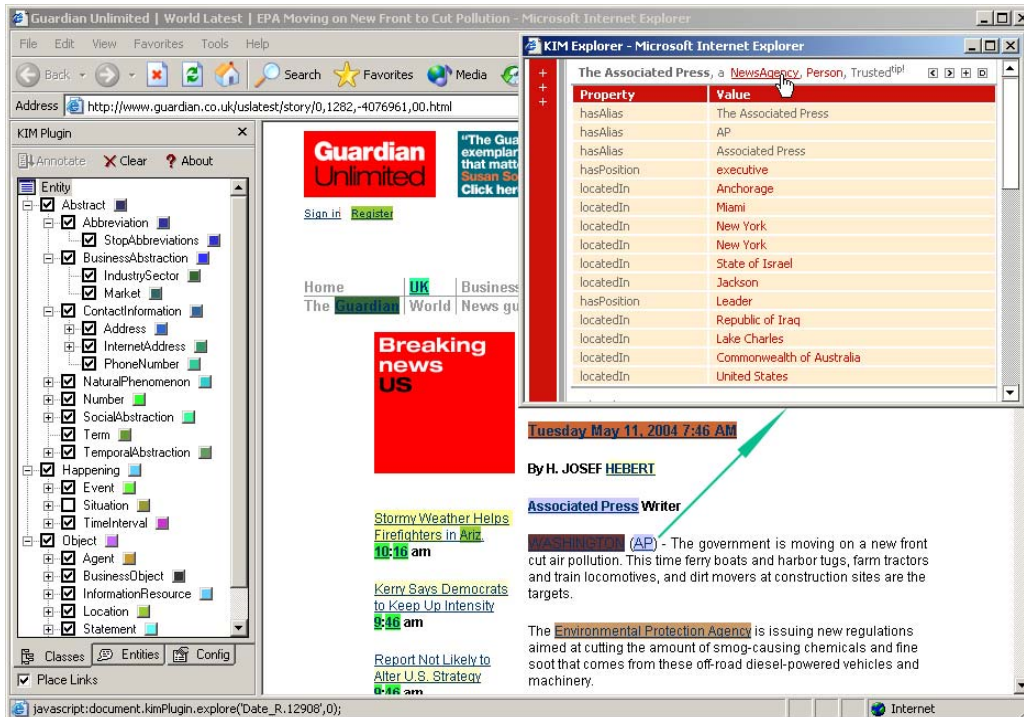 Guardian Unlimited | World Latest | EPA Moving on New Front to Cut Pollution - Microsoft Internet Explorer
File Edit View Favorites Tools Help
Back Search Favorites Media
Address http://www.guardian.co.uk/uslatest/story/0,1282,-4076961,00.html
KIM Plugin
Annotate Clear ? About
Entity
Abstract
Abbreviation
StopAbbreviations
BusinessAbstraction
IndustrySector
Market
ContactInformation
Address
InternetAddress
PhoneNumber
NaturalPhenomenon
Number
SocialAbstraction
Term
TemporalAbstraction
Happening
Event
Situation
TimeInterval
Object
Agent
BusinessObject
InformationResource
Location
Statement
Classes Entities Config
Place Links
Guardian
Unlimited
"The Gua
exemplar
that matt
Susan So
Click her
Sign in Register
Home UK Business
The Guardian World News gu
Breaking
news
US
Stormy Weather Helps
Firefighters in Ariz.
10:16 am
Kerry Says Democrats
to Keep Up Intensity
9:46 am
Report Not Likely to
Alter U.S. Strategy
9:46 am
KIM Explorer - Microsoft Internet Explorer
+
+
+
The Associated Press, a NewsAgency, Person, Trusted tip!
Property Value
hasAlias The Associated Press
hasAlias AP
hasAlias Associated Press
hasPosition executive
locatedIn Anchorage
locatedIn Miami
locatedIn New York
locatedIn New York
locatedIn State of Israel
locatedIn Jackson
hasPosition Leader
locatedIn Republic of Iraq
locatedIn Lake Charles
locatedIn Commonwealth of Australia
locatedIn United States
Tuesday May 11, 2004 7:46 AM
By H. JOSEF HEBERT
Associated Press Writer
WASHINGTON (AP) - The government is moving on a new front
cut air pollution. This time ferry boats and harbor tugs, farm tractors
and train locomotives, and dirt movers at construction sites are the
targets.
The Environmental Protection Agency is issuing new regulations
aimed at cutting the amount of smog-causing chemicals and fine
soot that comes from these off-road diesel-powered vehicles and
machinery.
javascript:document.kimPlugin.explore('Date_R.12908',0); Internet